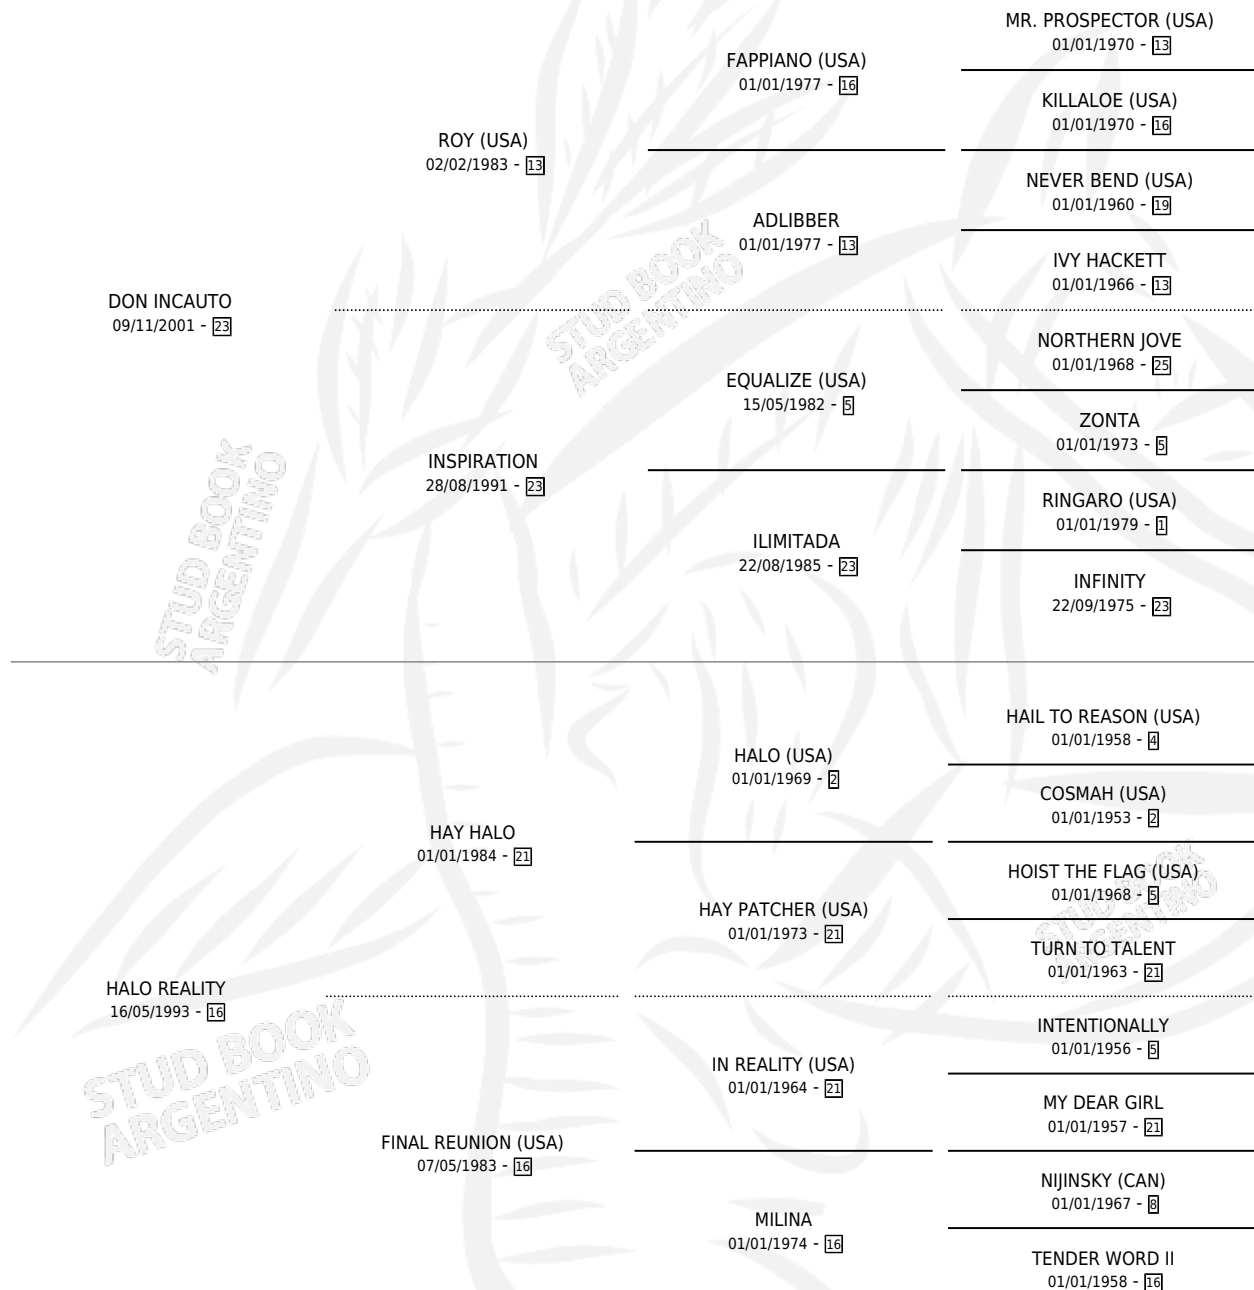 MR. PROSPECTOR (USA)
01/01/1970 - 13
FAPPIANO (USA)
01/01/1977 - 16
KILLALOE (USA)
01/01/1970 - 16
ROY (USA)
02/02/1983 - 13
NEVER BEND (USA)
01/01/1960 - 19
ADLIBBER
01/01/1977 - 13
IVY HACKETT
01/01/1966 - 13
DON INCAUTO
09/11/2001 - 23
NORTHERN JOVE
01/01/1968 - 25
EQUALIZE (USA)
15/05/1982 - 5
ZONTA
01/01/1973 - 5
INSPIRATION
28/08/1991 - 23
RINGARO (USA)
01/01/1979 - 1
ILIMITADA
22/08/1985 - 23
INFINITY
22/09/1975 - 23
HAIL TO REASON (USA)
01/01/1958 - 4
HALO (USA)
01/01/1969 - 2
COSMAH (USA)
01/01/1953 - 2
HAY HALO
01/01/1984 - 21
HOIST THE FLAG (USA)
01/01/1968 - 5
HAY PATCHER (USA)
01/01/1973 - 21
TURN TO TALENT
01/01/1963 - 21
HALO REALITY
16/05/1993 - 16
INTENTIONALLY
01/01/1956 - 5
IN REALITY (USA)
01/01/1964 - 21
MY DEAR GIRL
01/01/1957 - 21
FINAL REUNION (USA)
07/05/1983 - 16
NIJINSKY (CAN)
01/01/1967 - 8
MILINA
01/01/1974 - 16
TENDER WORD II
01/01/1958 - 16
STUD BOOK
ARGENTINO
STUD BOOK
ARGENTINO
STUD BOOK
ARGENTINO
STUD BOOK
ARGENTINO